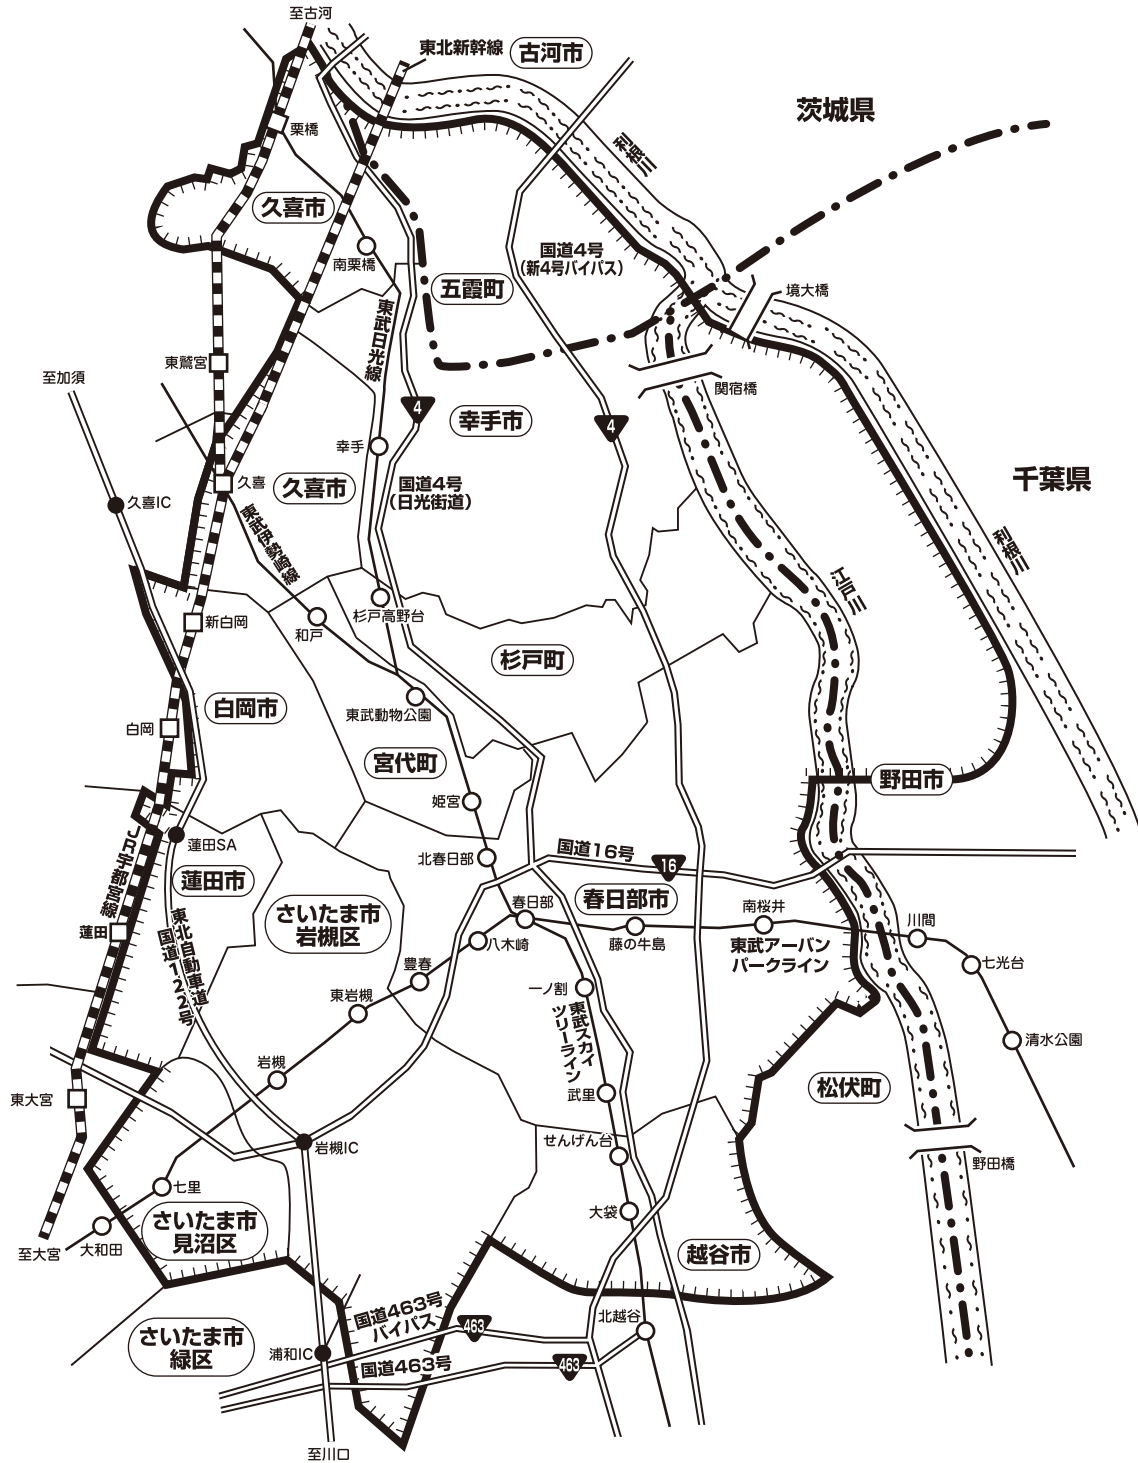 至古河
東北新幹線
古河市
茨城県
栗橋
利根川
久喜市
南栗橋
国道4号
（新4号バイパス）
五霞町
境大橋
東武日光線
東鷲宮
至加須
関宿橋
4
幸手市
4
幸手
千葉県
久喜
久喜市
国道4号
（日光街道）
久喜IC
東武伊勢崎線
利根川
江戸川
杉戸高野台
新白岡
和戸
杉戸町
白岡市
東武動物公園
白岡
宮代町
野田市
姫宮
JR宇都宮線
蓮田SA
国道16号
北春日部
16
蓮田市
春日部市
さいたま市
岩槻区
春日部
南桜井
川間
蓮田
東北自動車道
国道122号
八木崎
藤の牛島
東武アーバン
パークライン
豊春
七光台
東岩槻
一ノ割
東武スカイ
ツリーライン
清水公園
岩槻
武里
松伏町
東大宮
せんげん台
岩槻IC
野田橋
七里
さいたま市
見沼区
大袋
至大宮
大和田
越谷市
国道463号
バイパス
463
北越谷
さいたま市
緑区
浦和IC
国道463号
463
至川口